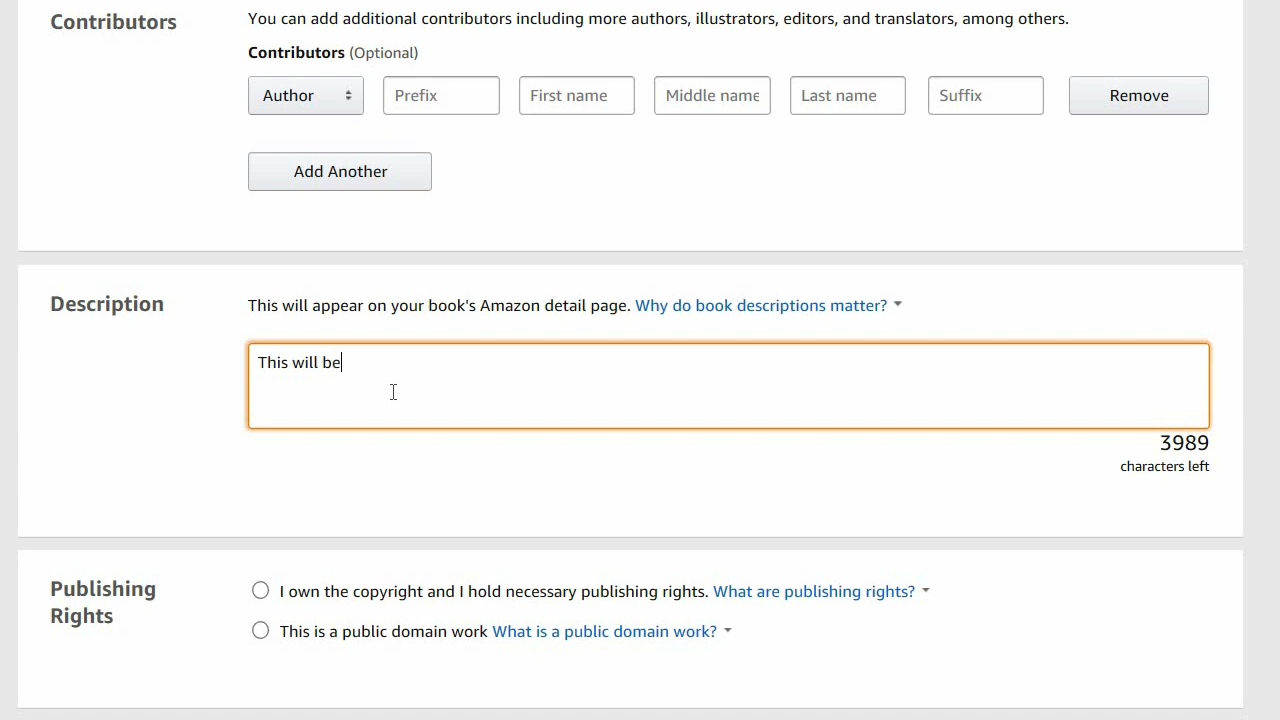 Contributors
You can add additional contributors including more authors, illustrators, editors, and translators, among others.
Contributors (Optional)
Author Prefix First name Middle name Last name Suffix Remove
Add Another
Description
This will appear on your book's Amazon detail page. Why do book descriptions matter?
This will be
3989
characters left
Publishing
Rights
I own the copyright and I hold necessary publishing rights. What are publishing rights?
This is a public domain work What is a public domain work?